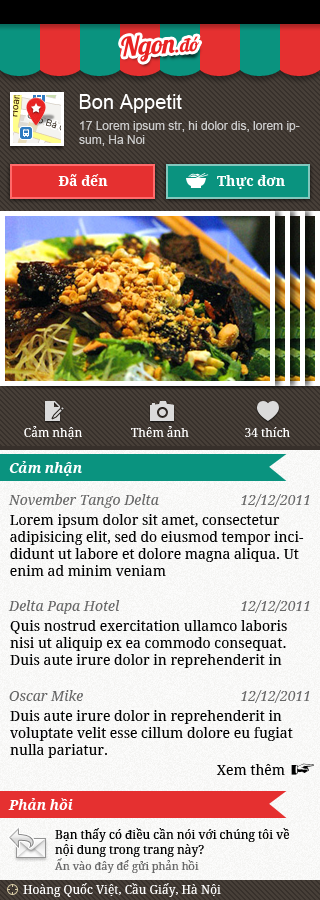 Ngon.đó
Bon Appetit
17 Lorem ipsum str, hi dolor dis, lorem ip-
sum, Ha Noi
Đã đến
Thực đơn
Cảm nhận
Thêm ảnh
34 thích
Cảm nhận
November Tango Delta 12/12/2011
Lorem ipsum dolor sit amet, consectetur
adipisicing elit, sed do eiusmod tempor inci-
didunt ut labore et dolore magna aliqua. Ut
enim ad minim veniam
Delta Papa Hotel 12/12/2011
Quis nostrud exercitation ullamco laboris
nisi ut aliquip ex ea commodo consequat.
Duis aute irure dolor in reprehenderit in
Oscar Mike 12/12/2011
Duis aute irure dolor in reprehenderit in
voluptate velit esse cillum dolore eu fugiat
nulla pariatur.
Xem thêm
Phản hồi
Bạn thấy có điều cần nói với chúng tôi về
nội dung trong trang này?
Ấn vào đây để gửi phản hồi
Hoàng Quốc Việt, Cầu Giấy, Hà Nội